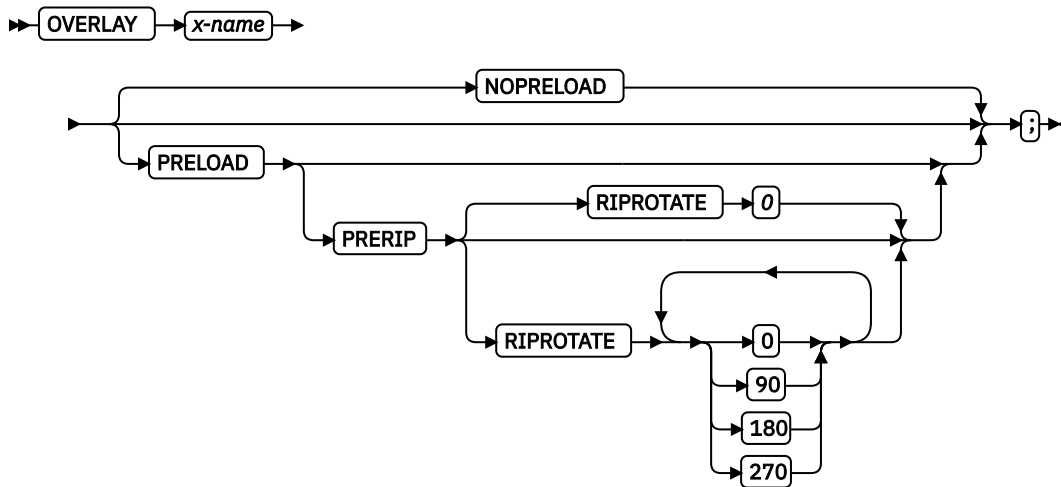 OVERLAY x-name
NOPRELOAD
;
PRELOAD
RIPROTATE 0
PRERIP
RIPROTATE 0
90
180
270